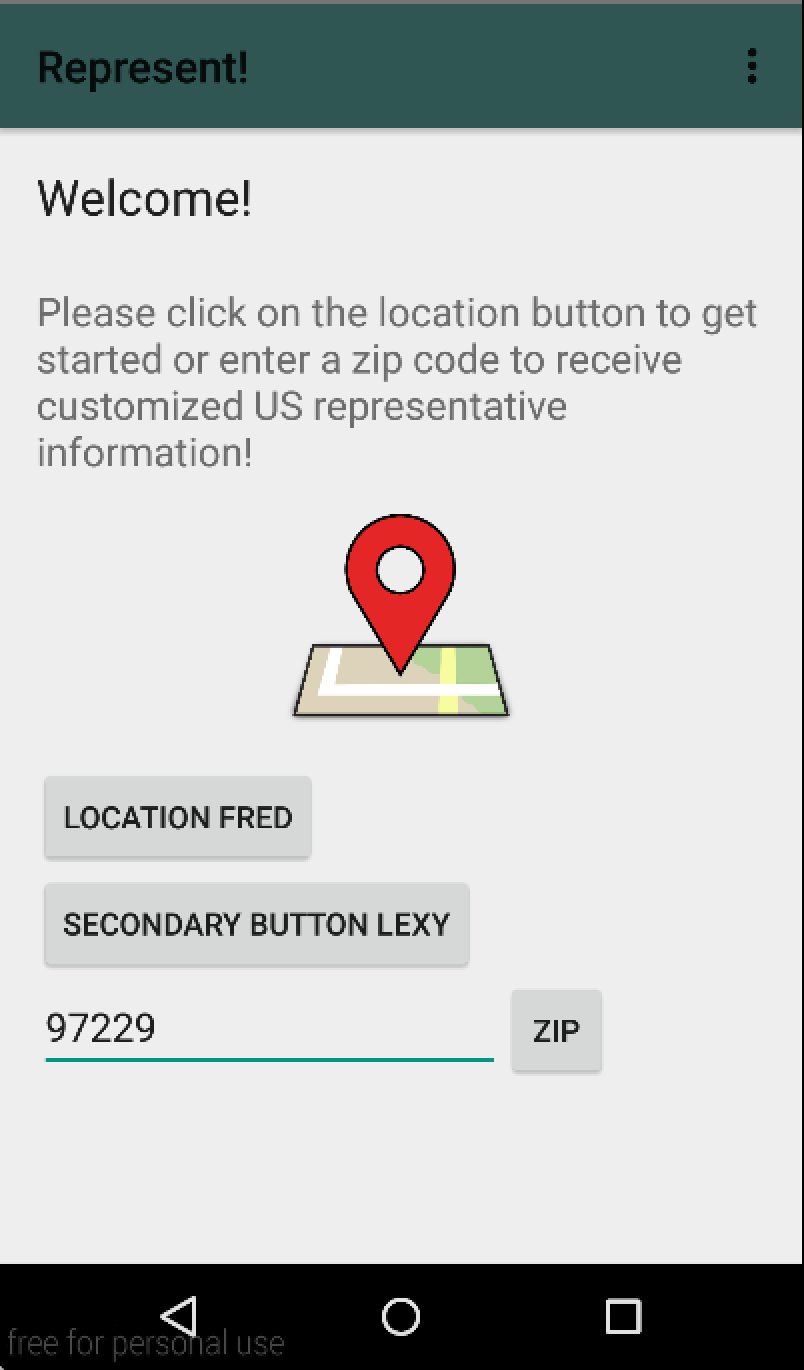 Represent!
Welcome!
Please click on the location button to get
started or enter a zip code to receive
customized US representative
information!
LOCATION FRED
SECONDARY BUTTON LEXY
97229
ZIP
free for personal use